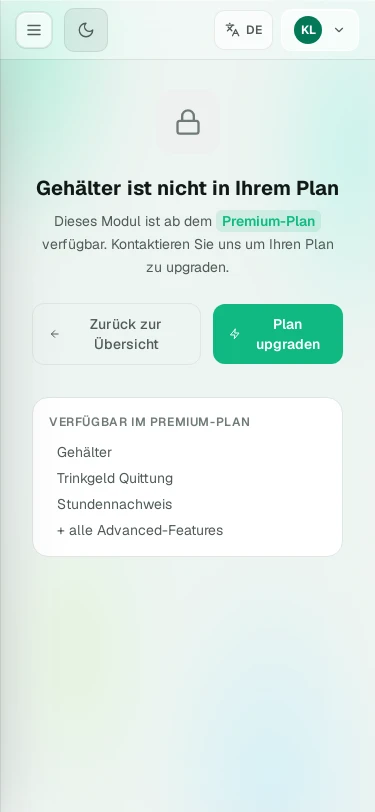 DE
KL
Gehälter ist nicht in Ihrem Plan
Dieses Modul ist ab dem Premium-Plan
verfügbar. Kontaktieren Sie uns um Ihren Plan
zu upgraden.
Zurück zur
Übersicht
Plan
upgraden
VERFÜGBAR IM PREMIUM-PLAN
Gehälter
Trinkgeld Quittung
Stundennachweis
+ alle Advanced-Features